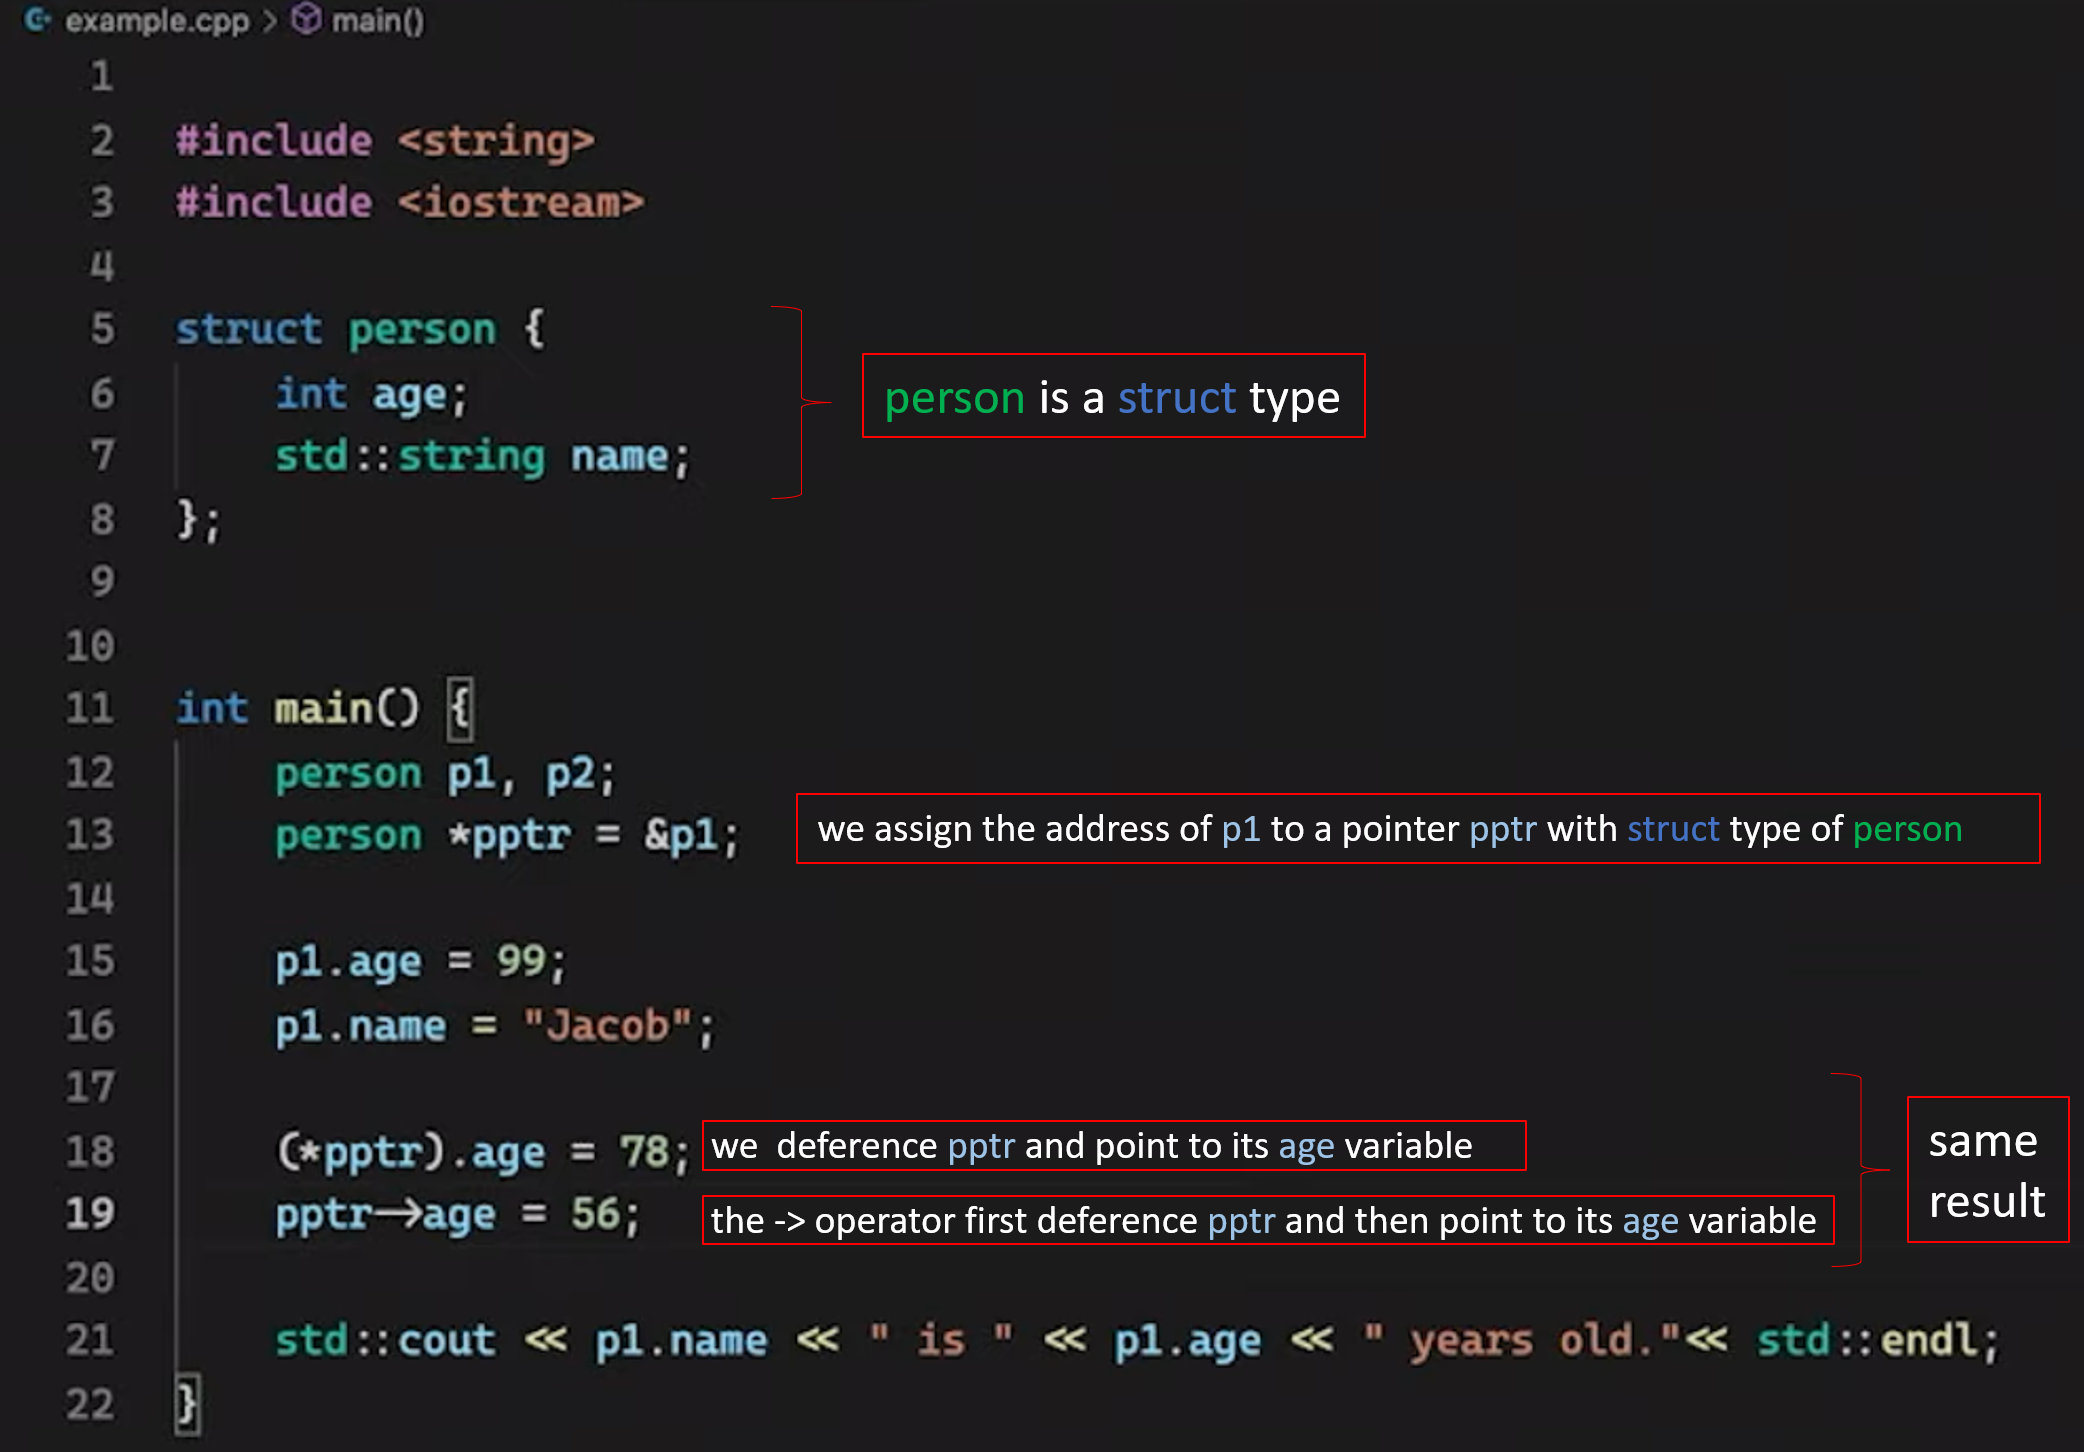 example.cpp > main()
1
2 #include <string>
3 #include <iostream>
4
5 struct person {
6 int age;
person is a struct type
7 std::string name;
8 };
9
10
11 int main() {
12 person p1, p2;
13 person *pptr = &p1;
we assign the address of p1 to a pointer pptr with struct type of person
14
15 p1.age = 99;
16 p1.name = "Jacob";
17
18 (*pptr).age = 78;
we deference pptr and point to its age variable
19 pptr->age = 56;
the -> operator first deference pptr and then point to its age variable
same
result
20
21 std::cout << p1.name << " is " << p1.age << " years old."<< std::endl;
22 }